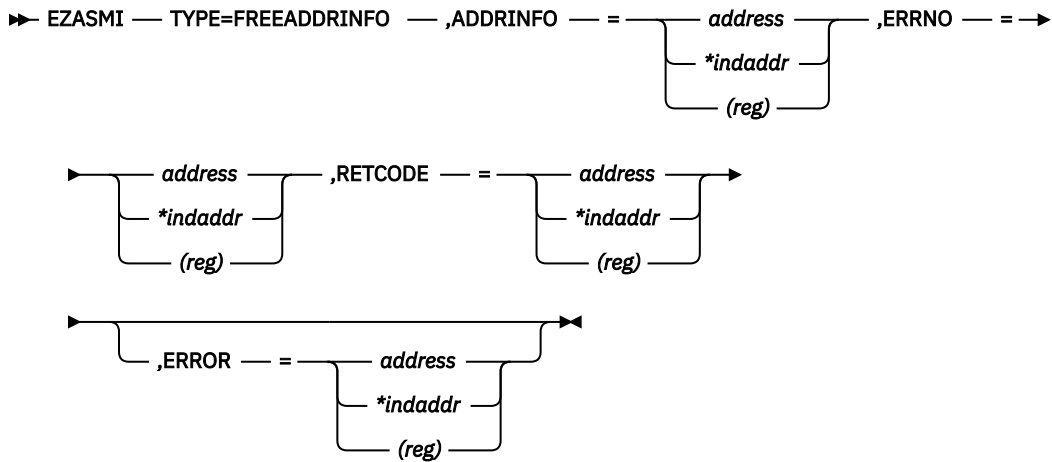 EZASMI TYPE=FREEADDRINFO ,ADDRINFO = address ,ERRNO =
*indaddr
(reg)
address ,RETCODE = address
*indaddr *indaddr
(reg) (reg)
,ERROR = address
*indaddr
(reg)